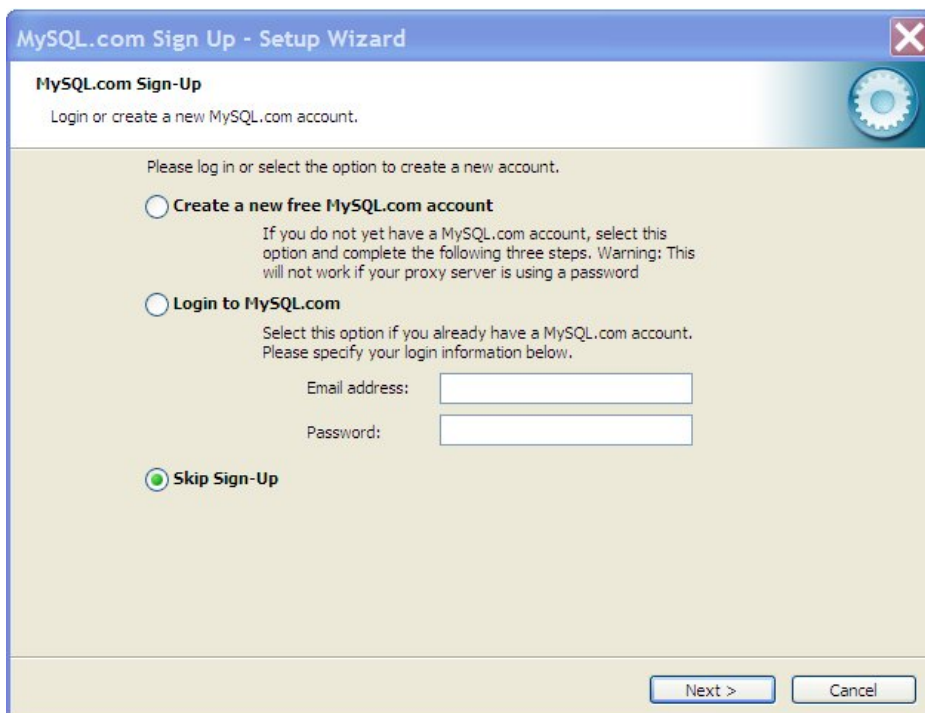 MySQL.com Sign Up - Setup Wizard
MySQL.com Sign-Up
Login or create a new MySQL.com account.
Please log in or select the option to create a new account.
Create a new free MySQL.com account
If you do not yet have a MySQL.com account, select this
option and complete the following three steps. Warning: This
will not work if your proxy server is using a password
Login to MySQL.com
Select this option if you already have a MySQL.com account.
Please specify your login information below.
Email address:
Password:
Skip Sign-Up
Next >
Cancel